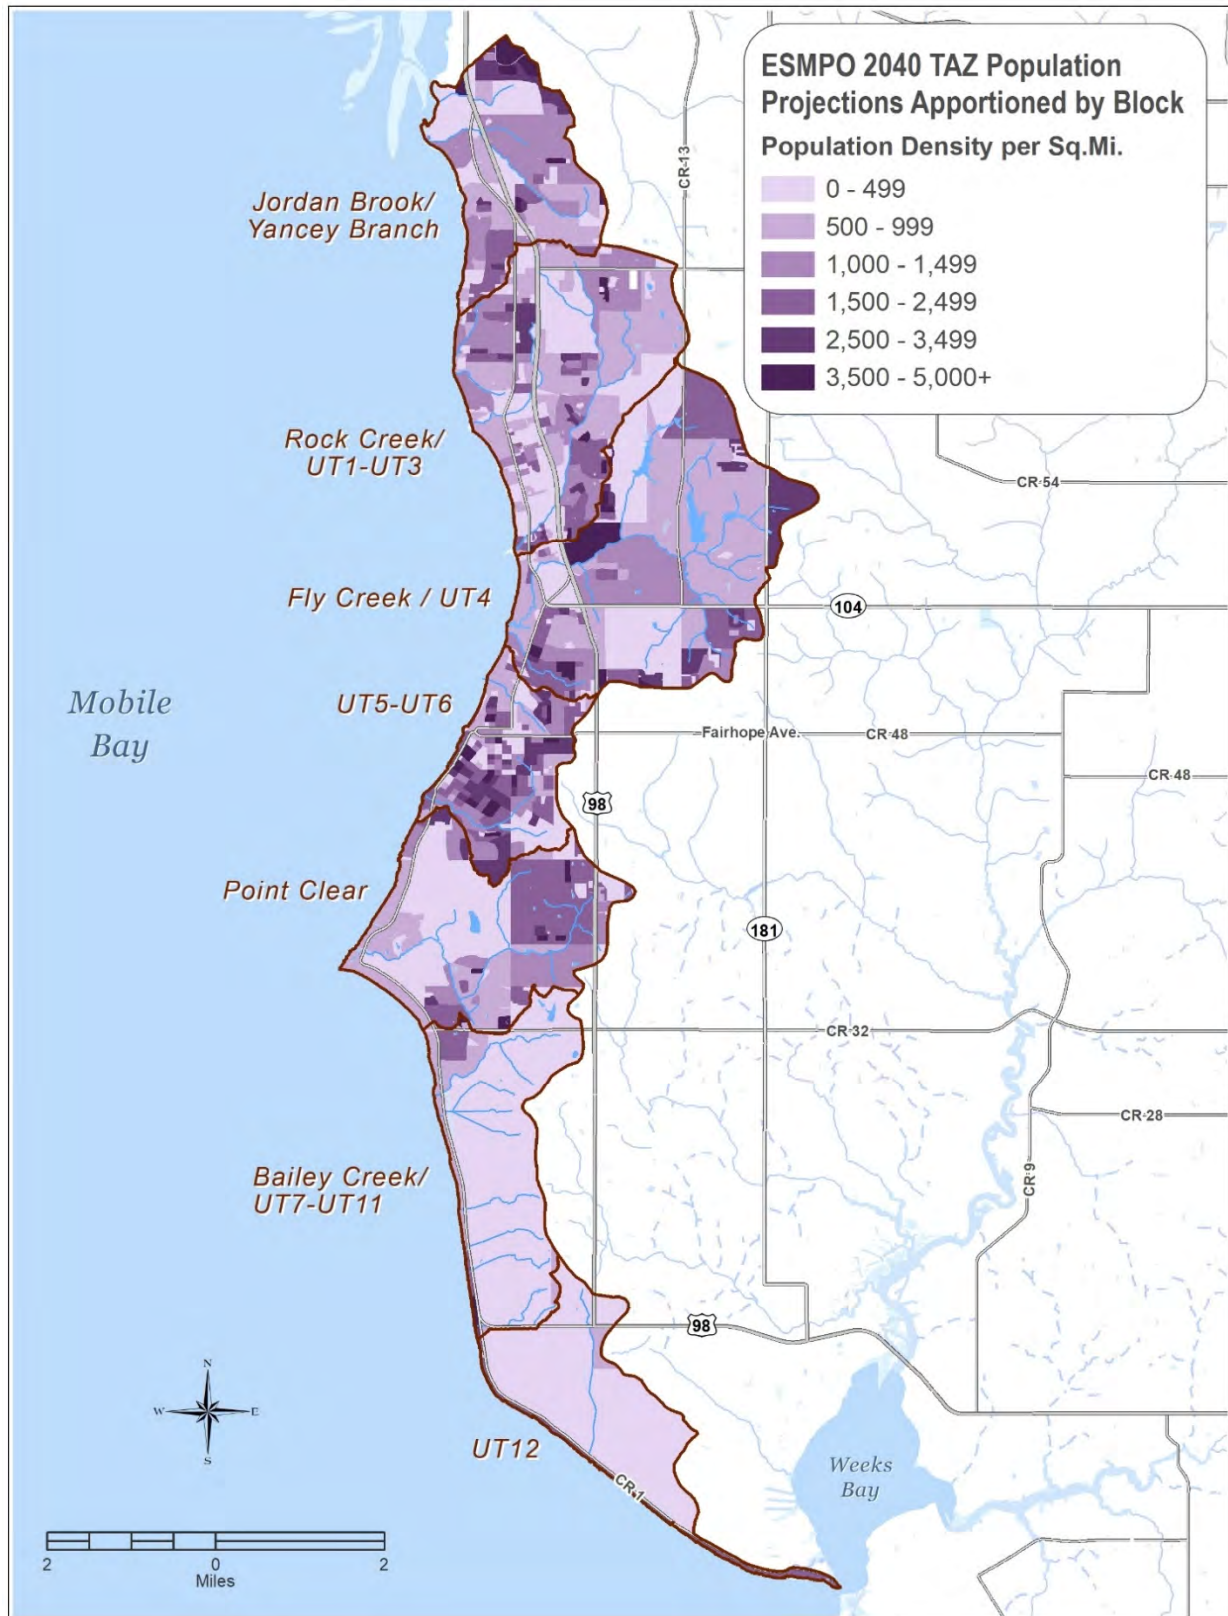 ESMPO 2040 TAZ Population
Projections Apportioned by Block
Population Density per Sq.Mi.
0 - 499
500 - 999
1,000 - 1,499
1,500 - 2,499
2,500 - 3,499
3,500 - 5,000+
CR-13
Jordan Brook/
Yancey Branch
Rock Creek/
UT1-UT3
CR-54
Fly Creek / UT4
104
Mobile
Bay
UT5-UT6
Fairhope Ave.
CR-48
CR-48
98
Point Clear
181
CR-32
CR-28
Bailey Creek/
UT7-UT11
CR-9
98
N
W
E
S
UT12
CR-1
Weeks
Bay
2
0
2
Miles